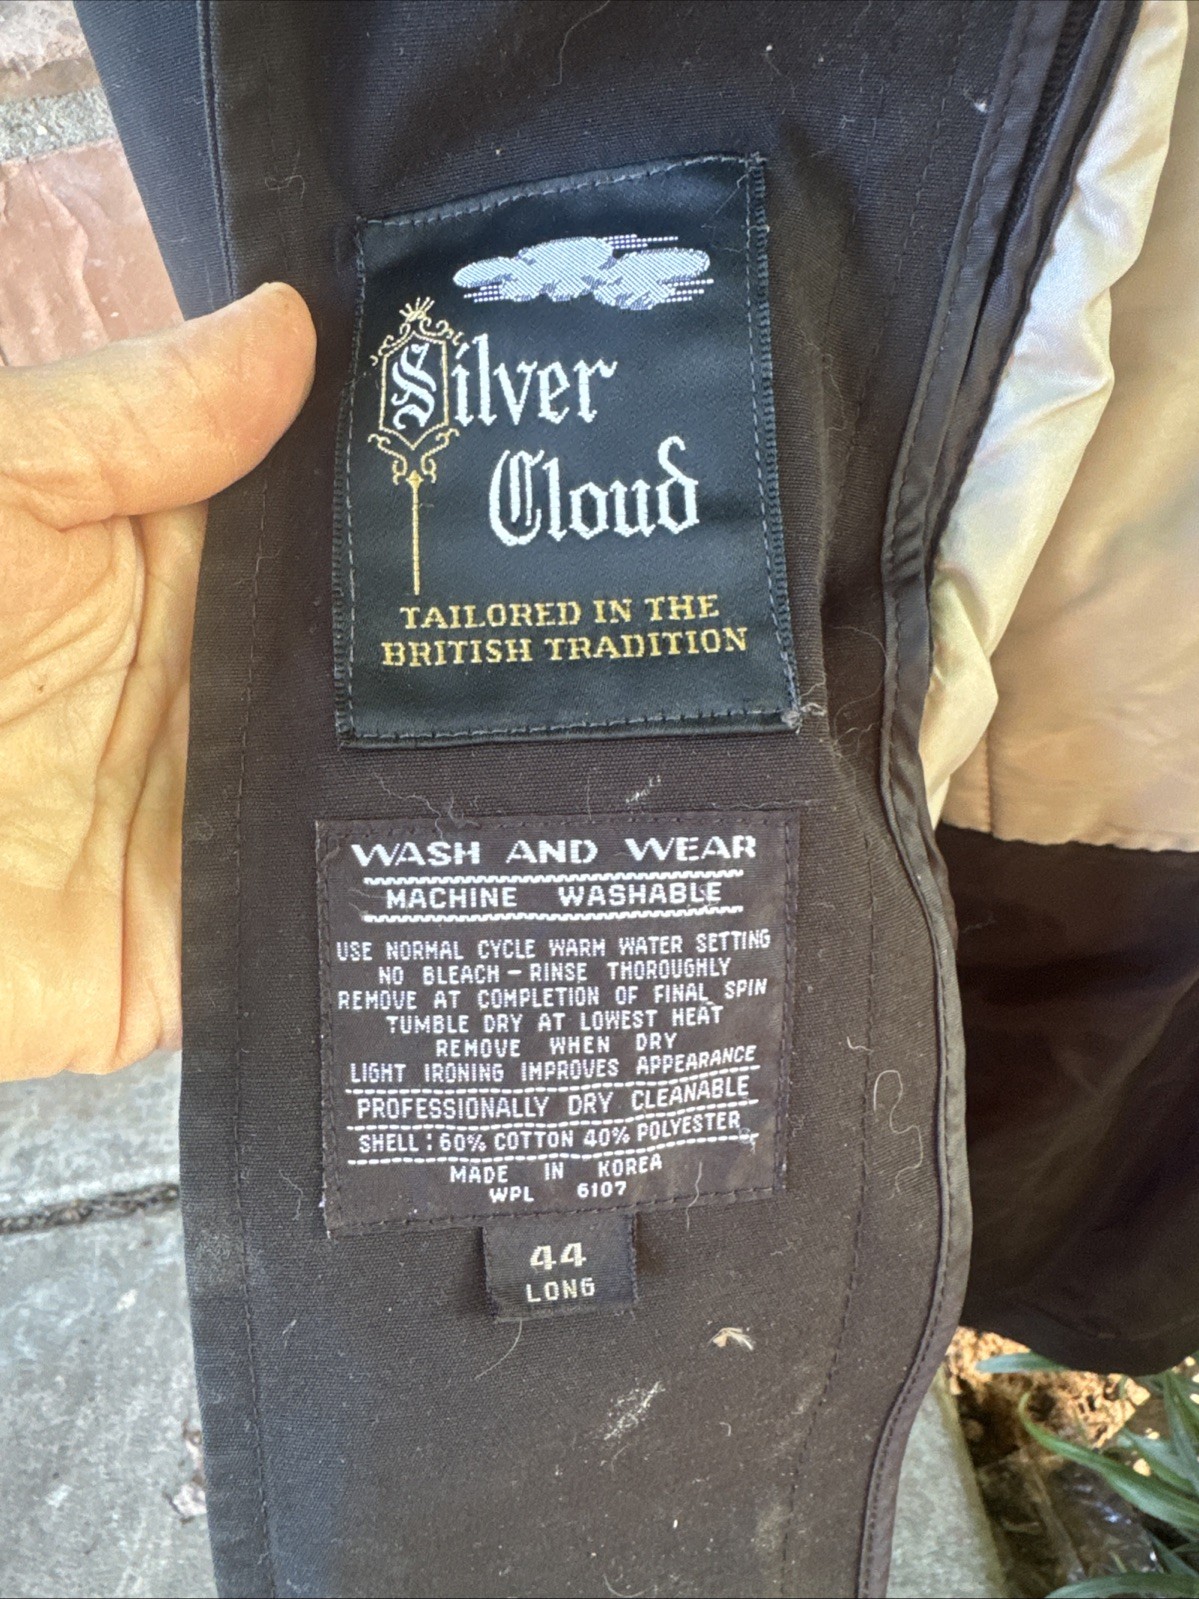 Silver
Cloud
TAILORED IN THE
BRITISH TRADITION
WASH AND WEAR
MACHINE WASHABLE
USE NORMAL CYCLE WARM WATER SETTING
NO BLEACH - RINSE THOROUGHLY
REMOVE AT COMPLETION OF FINAL SPIN
TUMBLE DRY AT LOWEST HEAT
REMOVE WHEN DRY
LIGHT IRONING IMPROVES APPEARANCE
PROFESSIONALLY DRY CLEANABLE
SHELL: 60% COTTON 40% POLYESTER
MADE IN KOREA
WPL 6107
44
LONG